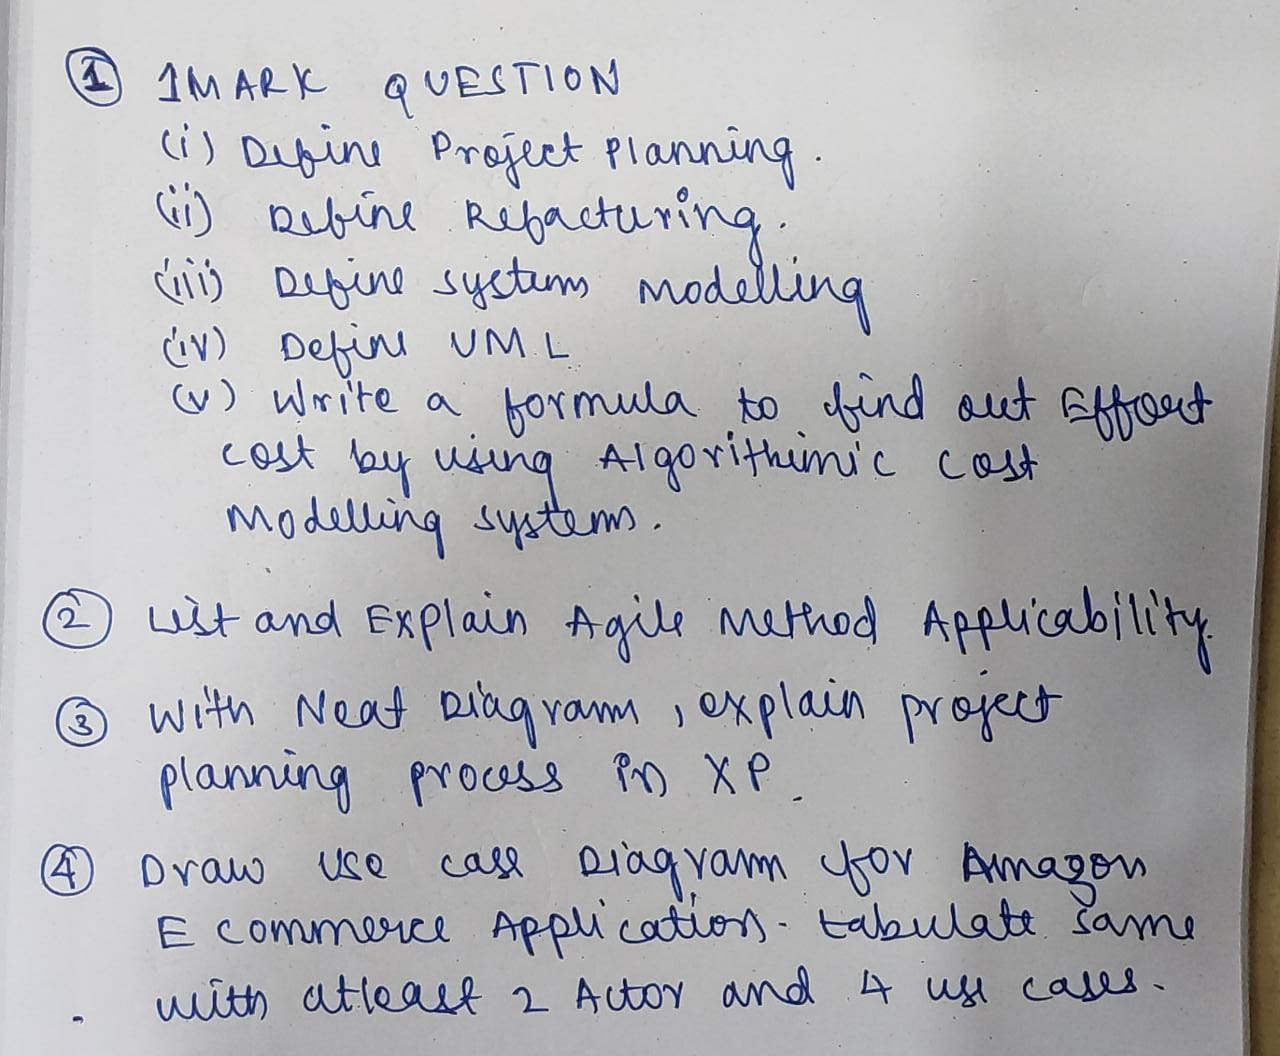 ① 1MARK QUESTION
(i) Define Project planning.
(ii) Define Refacturing.
(iii) Define system modelling
(iv) Define UML
(v) Write a formula to find out Effort
cost by using Algorithimic cost
Modelling system.
② List and Explain Agile Method Applicability.
③ With Neat Diagram, explain project
planning process in XP.
④ Draw use case Diagram for Amazon
E commerce Application. tabulate same
with atleast 2 Actor and 4 use cases.